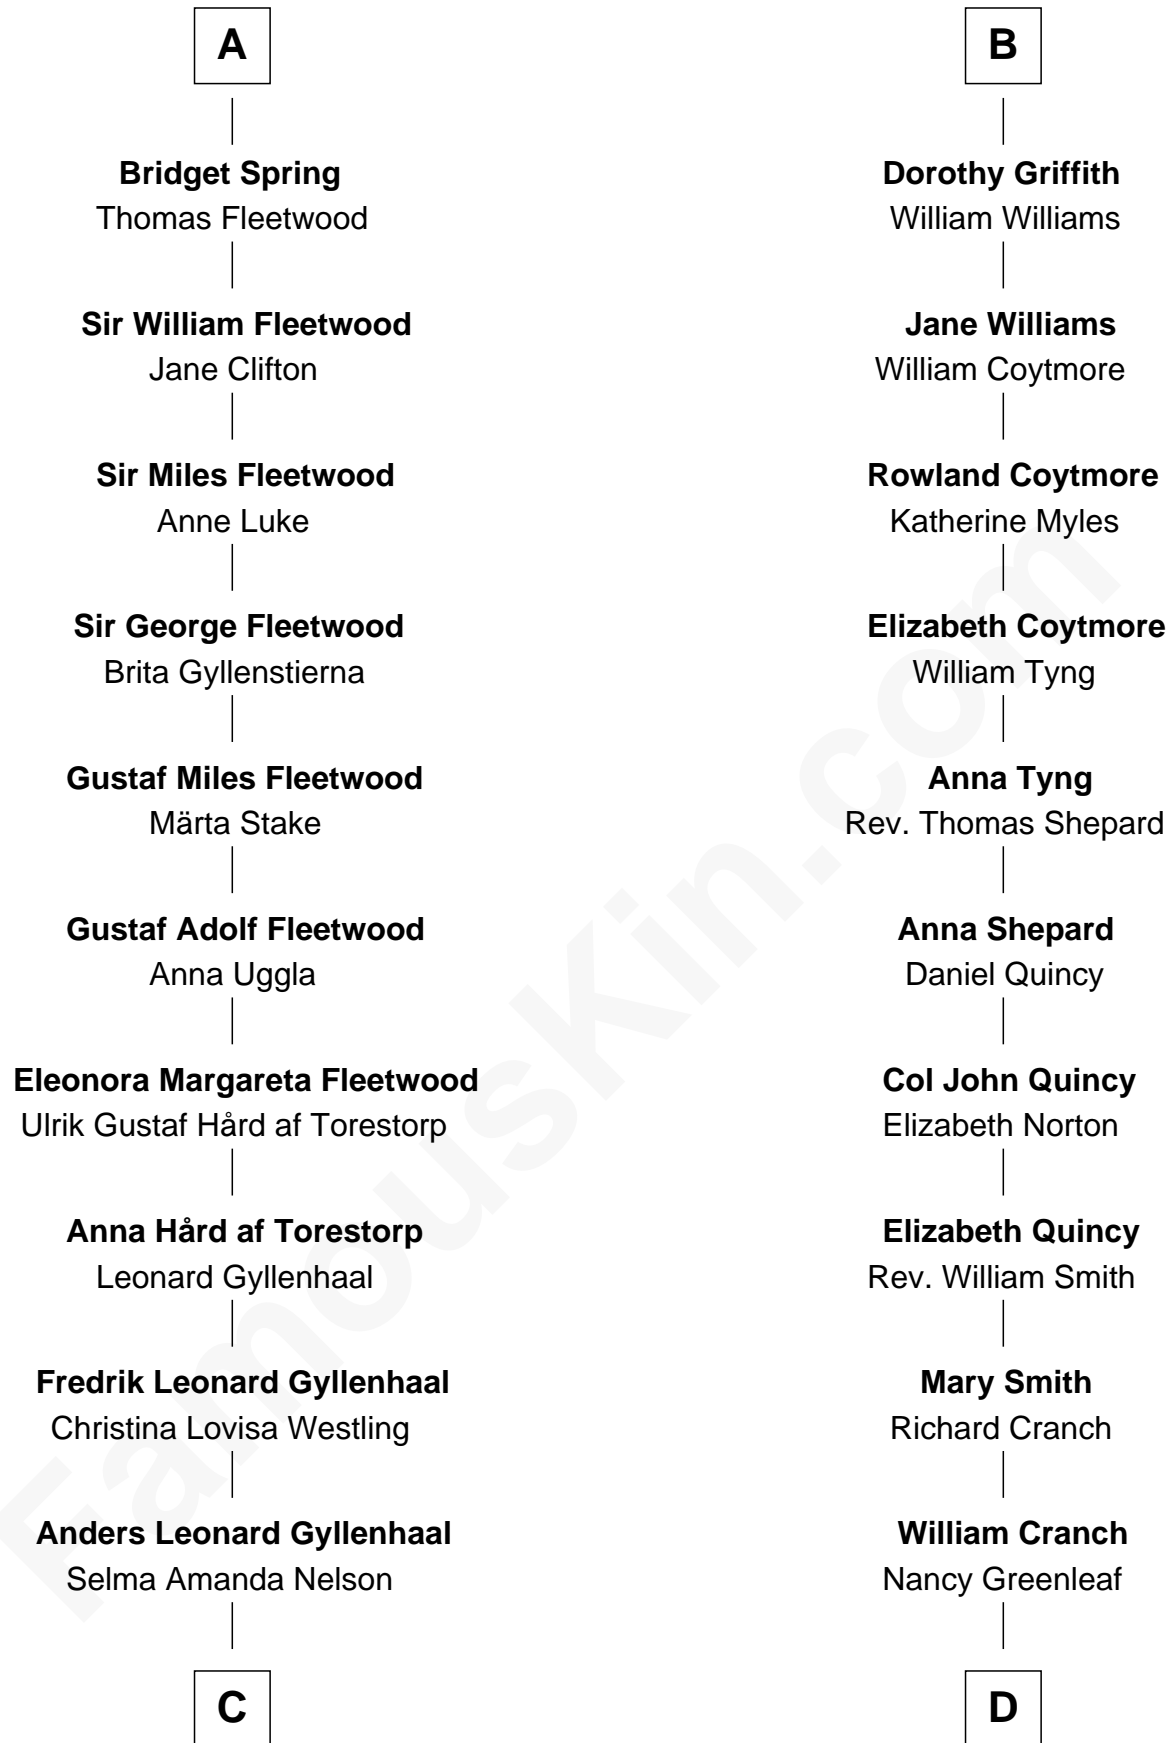 A
Bridget Spring
Thomas Fleetwood
Sir William Fleetwood
Jane Clifton
Sir Miles Fleetwood
Anne Luke
Sir George Fleetwood
Brita Gyllenstierna
Gustaf Miles Fleetwood
Märta Stake
Gustaf Adolf Fleetwood
Anna Uggla
Eleonora Margareta Fleetwood
Ulrik Gustaf Hård af Torestorp
Anna Hård af Torestorp
Leonard Gyllenhaal
Fredrik Leonard Gyllenhaal
Christina Lovisa Westling
Anders Leonard Gyllenhaal
Selma Amanda Nelson
C
B
Dorothy Griffith
William Williams
Jane Williams
William Coytmore
Rowland Coytmore
Katherine Myles
Elizabeth Coytmore
William Tyng
Anna Tyng
Rev. Thomas Shepard
Anna Shepard
Daniel Quincy
Col John Quincy
Elizabeth Norton
Elizabeth Quincy
Rev. William Smith
Mary Smith
Richard Cranch
William Cranch
Nancy Greenleaf
D
FamousKin.com